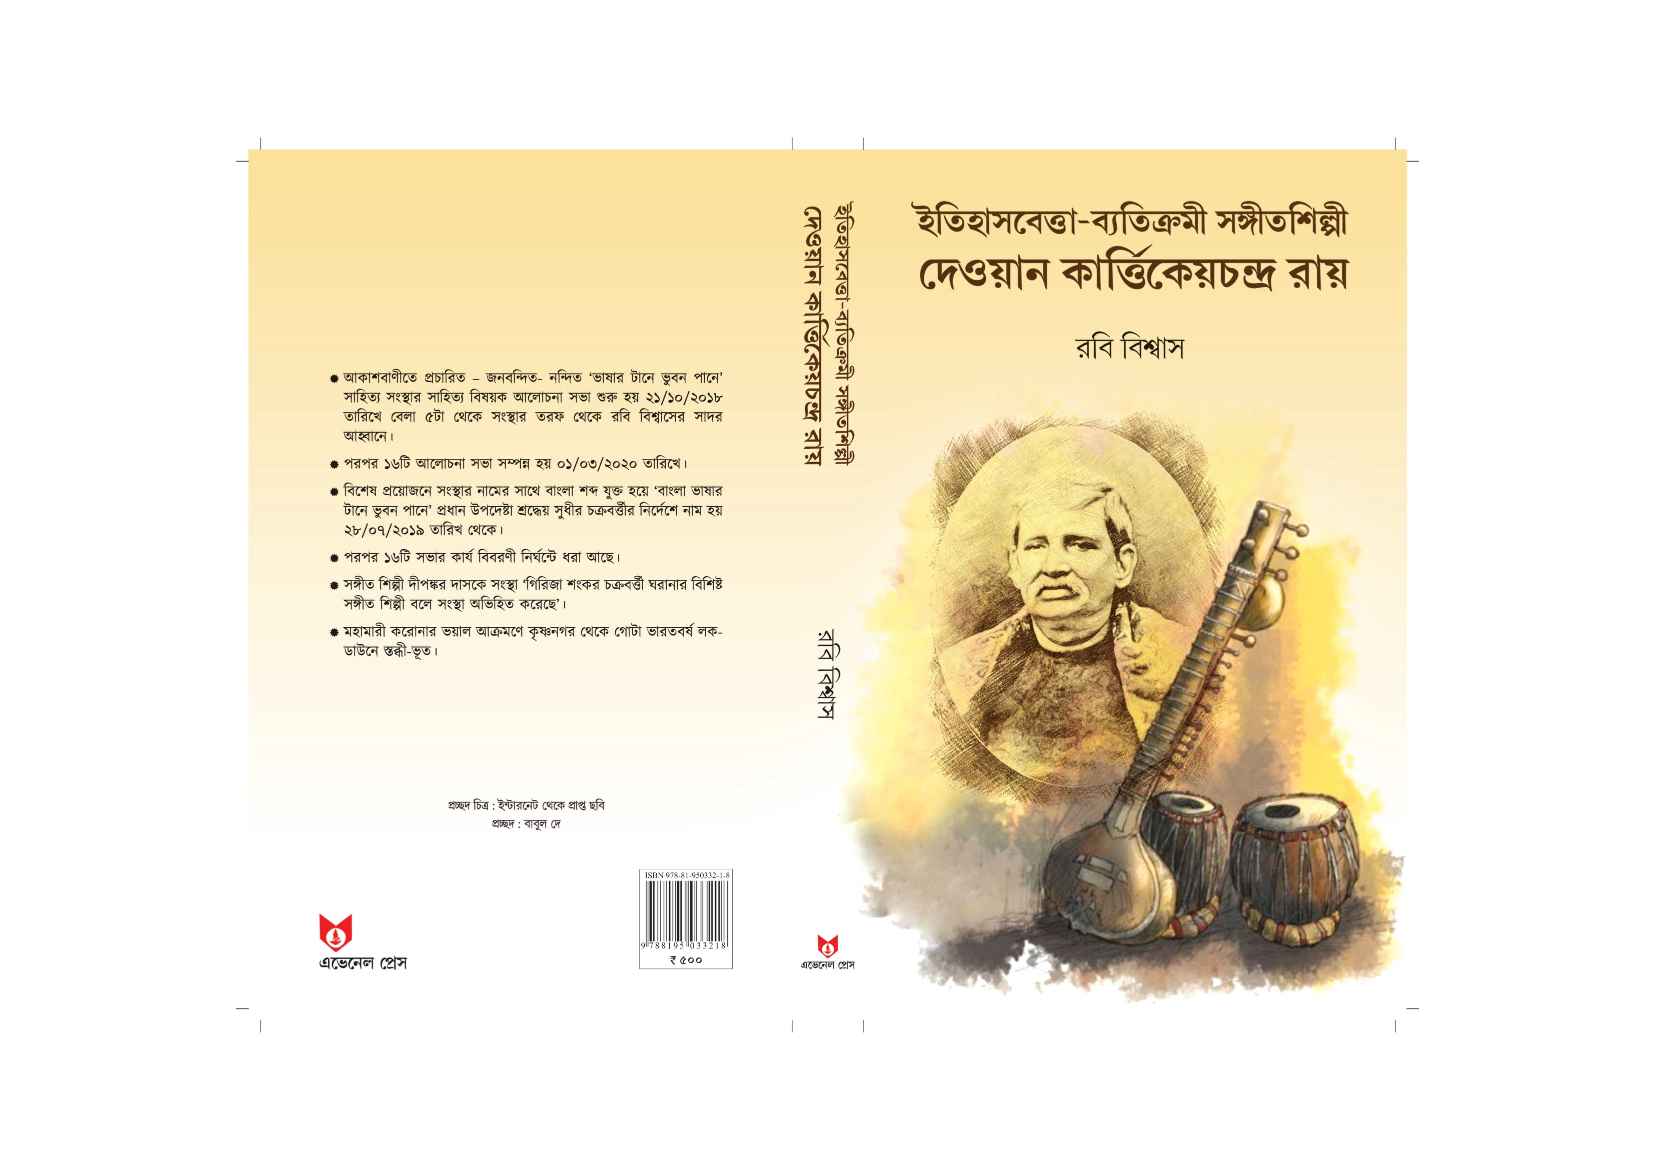 ইতিহাসবেত্তা-ব্যতিক্রমী সঙ্গীতশিল্পী
দেওয়ান কার্ত্তিকেয়চন্দ্র রায়
রবি বিশ্বাস
ইতিহাসবেত্তা-ব্যতিক্রমী সঙ্গীতশিল্পী
দেওয়ান কার্ত্তিকেয়চন্দ্র রায়
রবি বিশ্বাস
এভেনেল প্রেস
● আকাশবাণীতে প্রচারিত – জনবন্দিত- নন্দিত ‘ভাষার টানে ভুবন পানে’
সাহিত্য সংস্থার সাহিত্য বিষয়ক আলোচনা সভা শুরু হয় ২১/১০/২০১৮
তারিখে বেলা ৫টা থেকে সংস্থার তরফ থেকে রবি বিশ্বাসের সাদর
আহ্বানে।
● পরপর ১৬টি আলোচনা সভা সম্পন্ন হয় ০১/০৩/২০২০ তারিখে।
● বিশেষ প্রয়োজনে সংস্থার নামের সাথে বাংলা শব্দ যুক্ত হয়ে ‘বাংলা ভাষার
টানে ভুবন পানে’ প্রধান উপদেষ্টা শ্রদ্ধেয় সুধীর চক্রবর্ত্তীর নির্দেশে নাম হয়
২৮/০৭/২০১৯ তারিখ থেকে।
● পরপর ১৬টি সভার কার্য বিবরণী নির্ঘন্টে ধরা আছে।
● সঙ্গীত শিল্পী দীপঙ্কর দাসকে সংস্থা ‘গিরিজা শংকর চক্রবর্ত্তী ঘরানার বিশিষ্ট
সঙ্গীত শিল্পী বলে সংস্থা অভিহিত করেছে’।
● মহামারী করোনার ভয়াল আক্রমণে কৃষ্ণনগর থেকে গোটা ভারতবর্ষ লক-
ডাউনে স্তব্ধী-ভূত।
প্রচ্ছদ চিত্র : ইন্টারনেট থেকে প্রাপ্ত ছবি
প্রচ্ছদ : বাবুল দে
এভেনেল প্রেস
ISBN 978-81-950332-1-8
9 788195 033218
₹ ৫০০